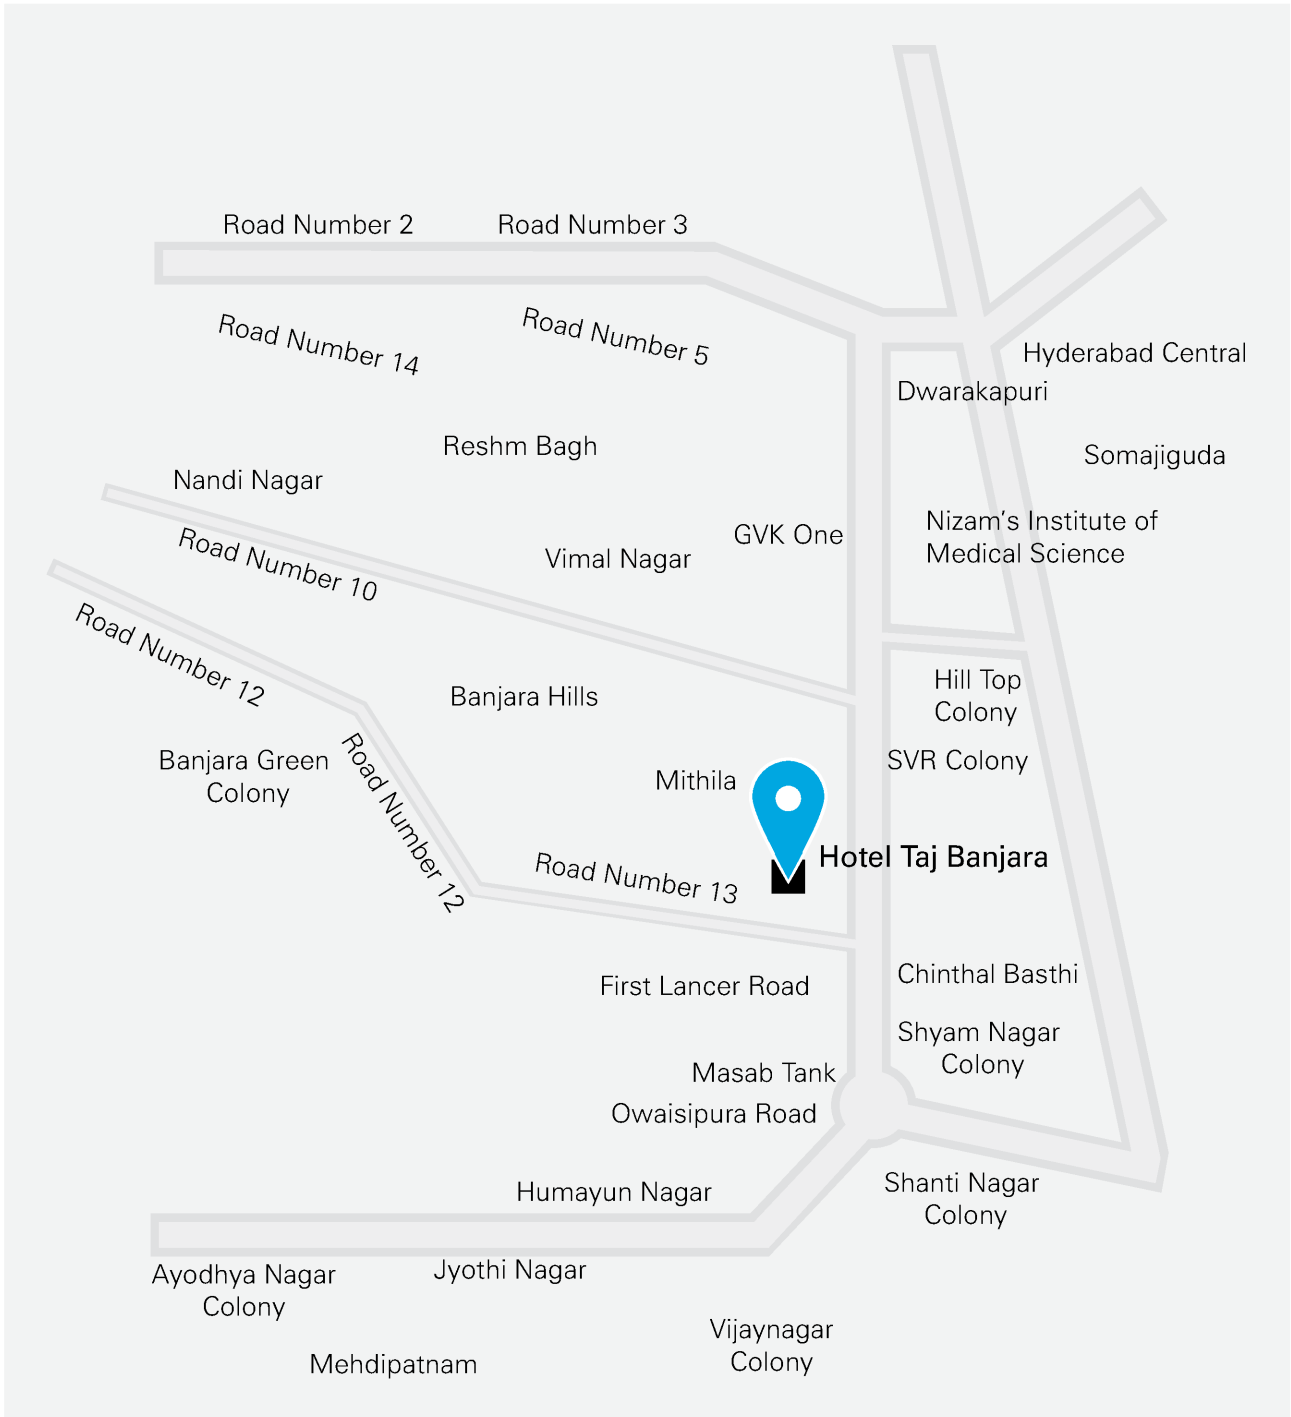 Road Number 2
Road Number 3
Road Number 14
Road Number 5
Hyderabad Central
Dwarakapuri
Reshm Bagh
Somajiguda
Nandi Nagar
Nizam's Institute of
Medical Science
GVK One
Vimal Nagar
Road Number 10
Road Number 12
Banjara Hills
Hill Top
Colony
Banjara Green
Colony
Road Number 12
Mithila
SVR Colony
Hotel Taj Banjara
Road Number 13
First Lancer Road
Chinthal Basthi
Shyam Nagar
Colony
Masab Tank
Owaisipura Road
Humayun Nagar
Shanti Nagar
Colony
Ayodhya Nagar
Colony
Jyothi Nagar
Vijaynagar
Colony
Mehdipatnam